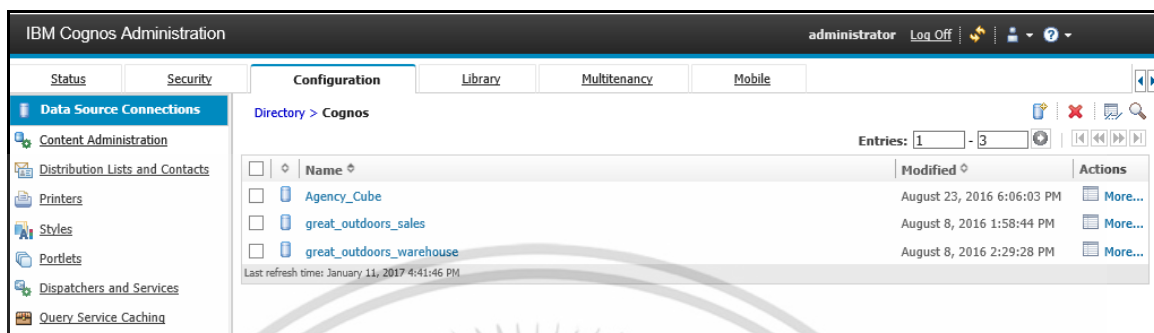 IBM Cognos Administration administrator Log Off
Status Security Configuration Library Multitenancy Mobile
Data Source Connections
Directory > Cognos
Content Administration
Entries: 1 - 3
Distribution Lists and Contacts
Name Modified Actions
Printers
Agency_Cube August 23, 2016 6:06:03 PM More...
Styles
great_outdoors_sales August 8, 2016 1:58:44 PM More...
Portlets
great_outdoors_warehouse August 8, 2016 2:29:28 PM More...
Last refresh time: January 11, 2017 4:41:46 PM
Dispatchers and Services
Query Service Caching